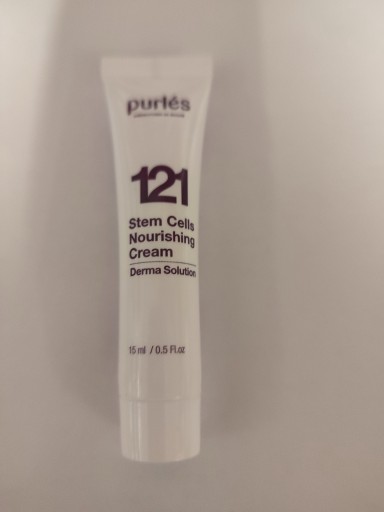 purlés
121
Stem Cells
Nourishing
Cream
Derma Solution
15 ml / 0.5 Fl.oz